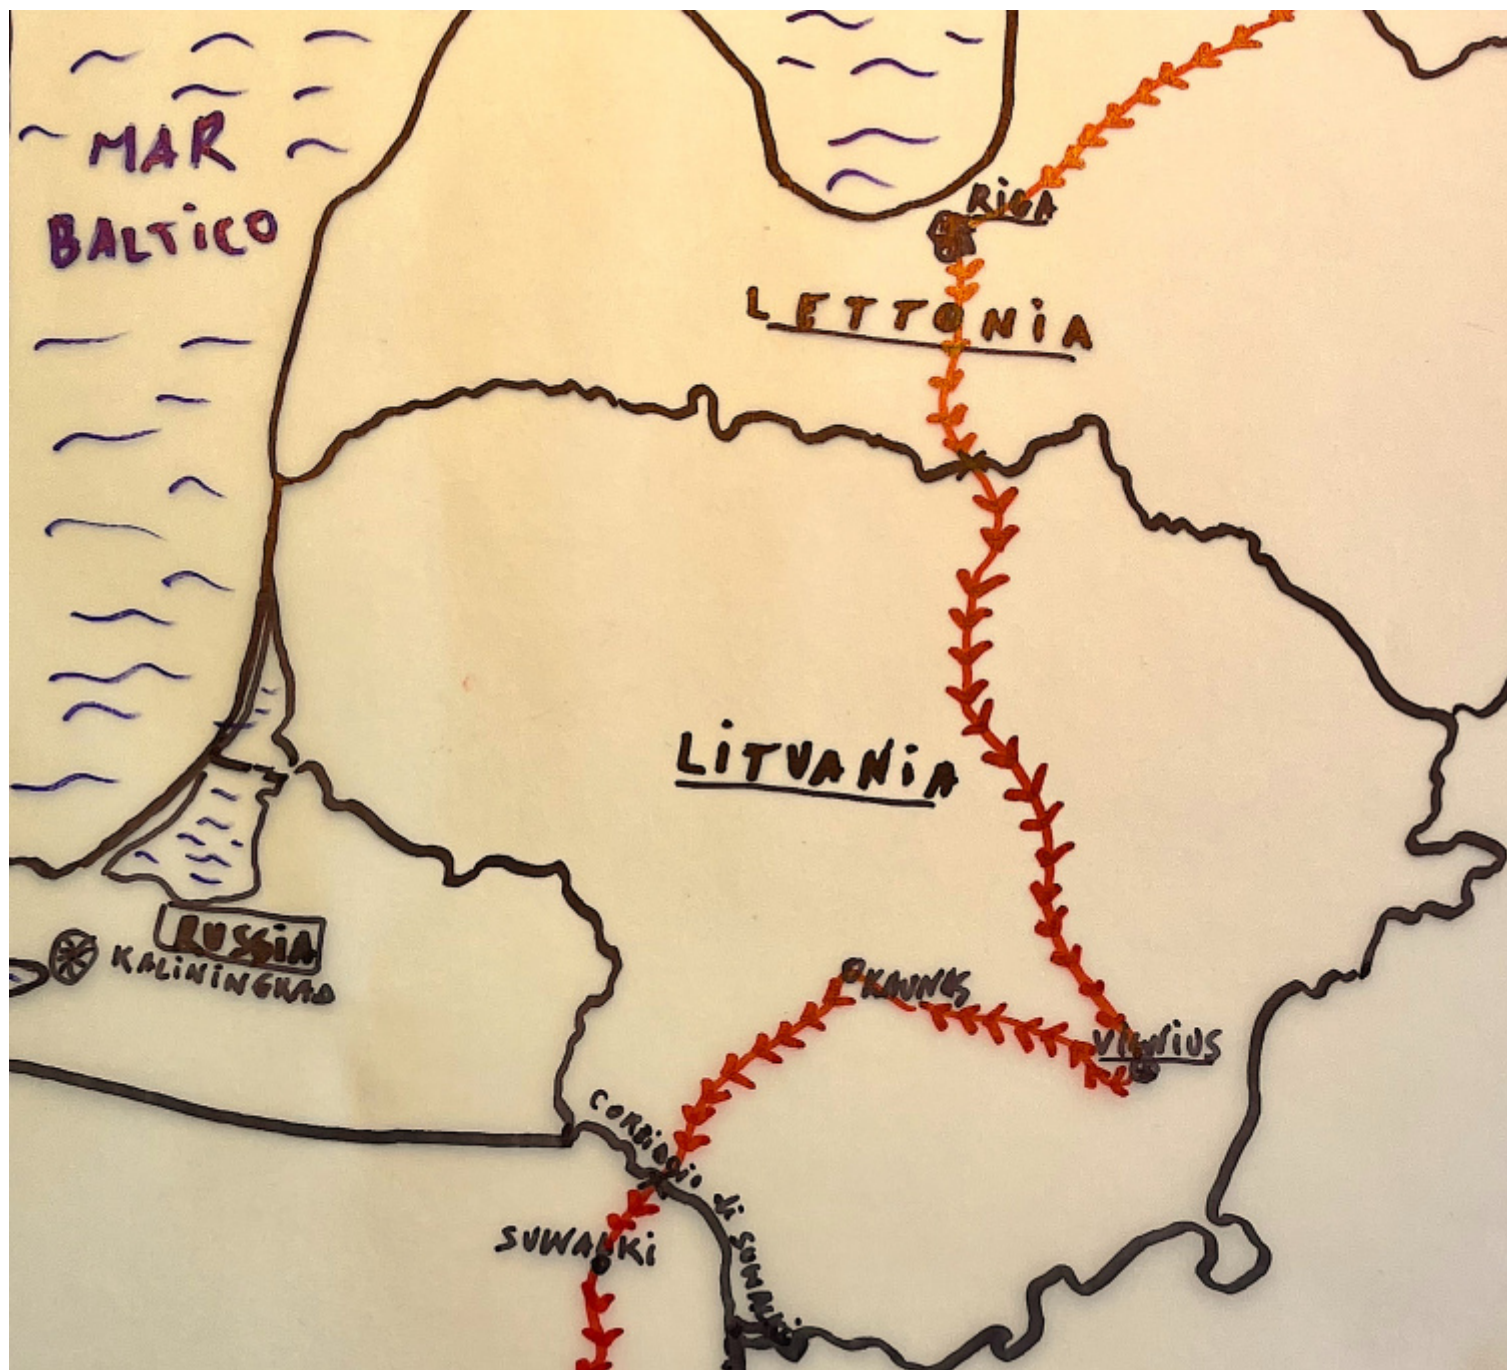 MAR
BALTICO
RIGA
LETTONIA
LITUANIA
RUSSIA
KALININGRAD
KAUNAS
VILNIUS
CORRIDOIO di SUWALKI
SUWALKI